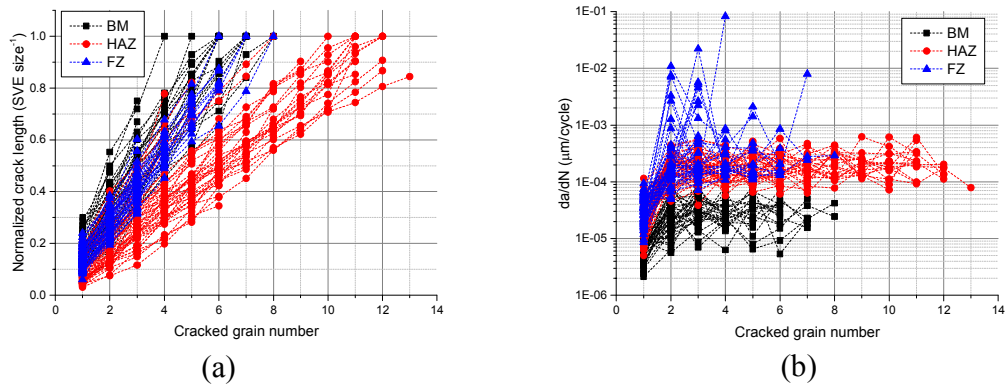 BM
HAZ
FZ
Normalized crack length (SVE size⁻¹)
1.0
0.8
0.6
0.4
0.2
0.0
0 2 4 6 8 10 12 14
Cracked grain number
(a)
BM
HAZ
FZ
da/dN (μm/cycle)
1E-01
1E-02
1E-03
1E-04
1E-05
1E-06
0 2 4 6 8 10 12 14
Cracked grain number
(b)